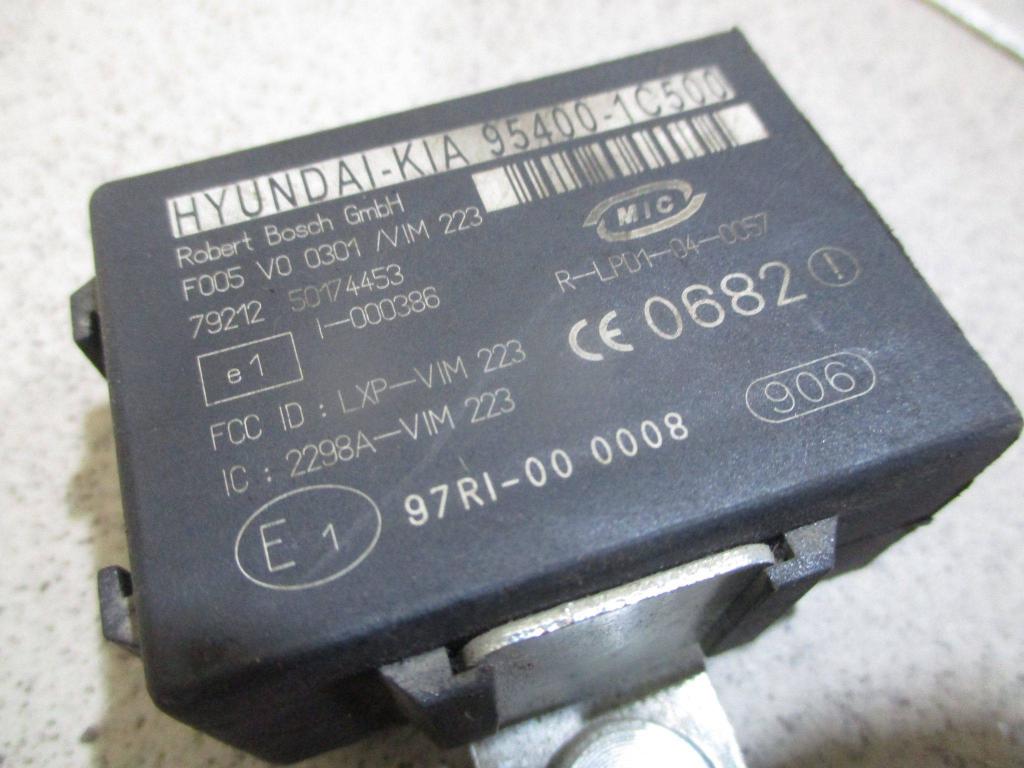 HYUNDAI-KIA 95400-1C500
Robert Bosch GmbH
F005 V0 0301 /VIM 223
79212 50174453
e1 I-000386
MIC
R-LPD1-04-0057
CE 0682 !
FCC ID : LXP-VIM 223
IC : 2298A-VIM 223
906
E 1 97RI-00 0008